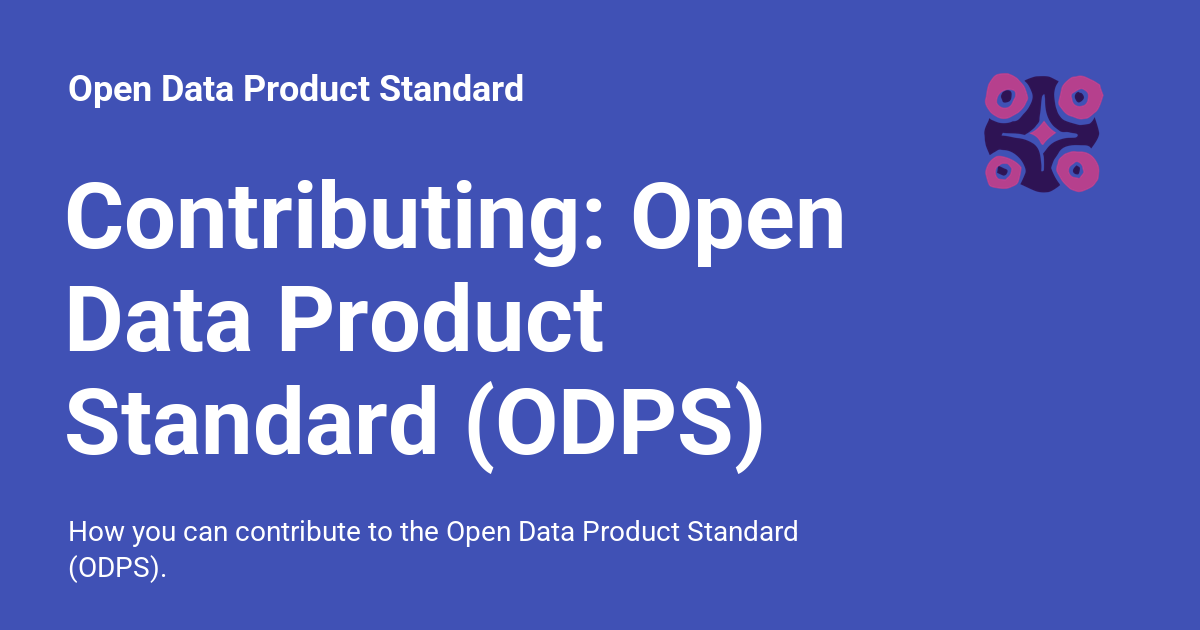 Open Data Product Standard
Contributing: Open
Data Product
Standard (ODPS)
How you can contribute to the Open Data Product Standard
(ODPS).